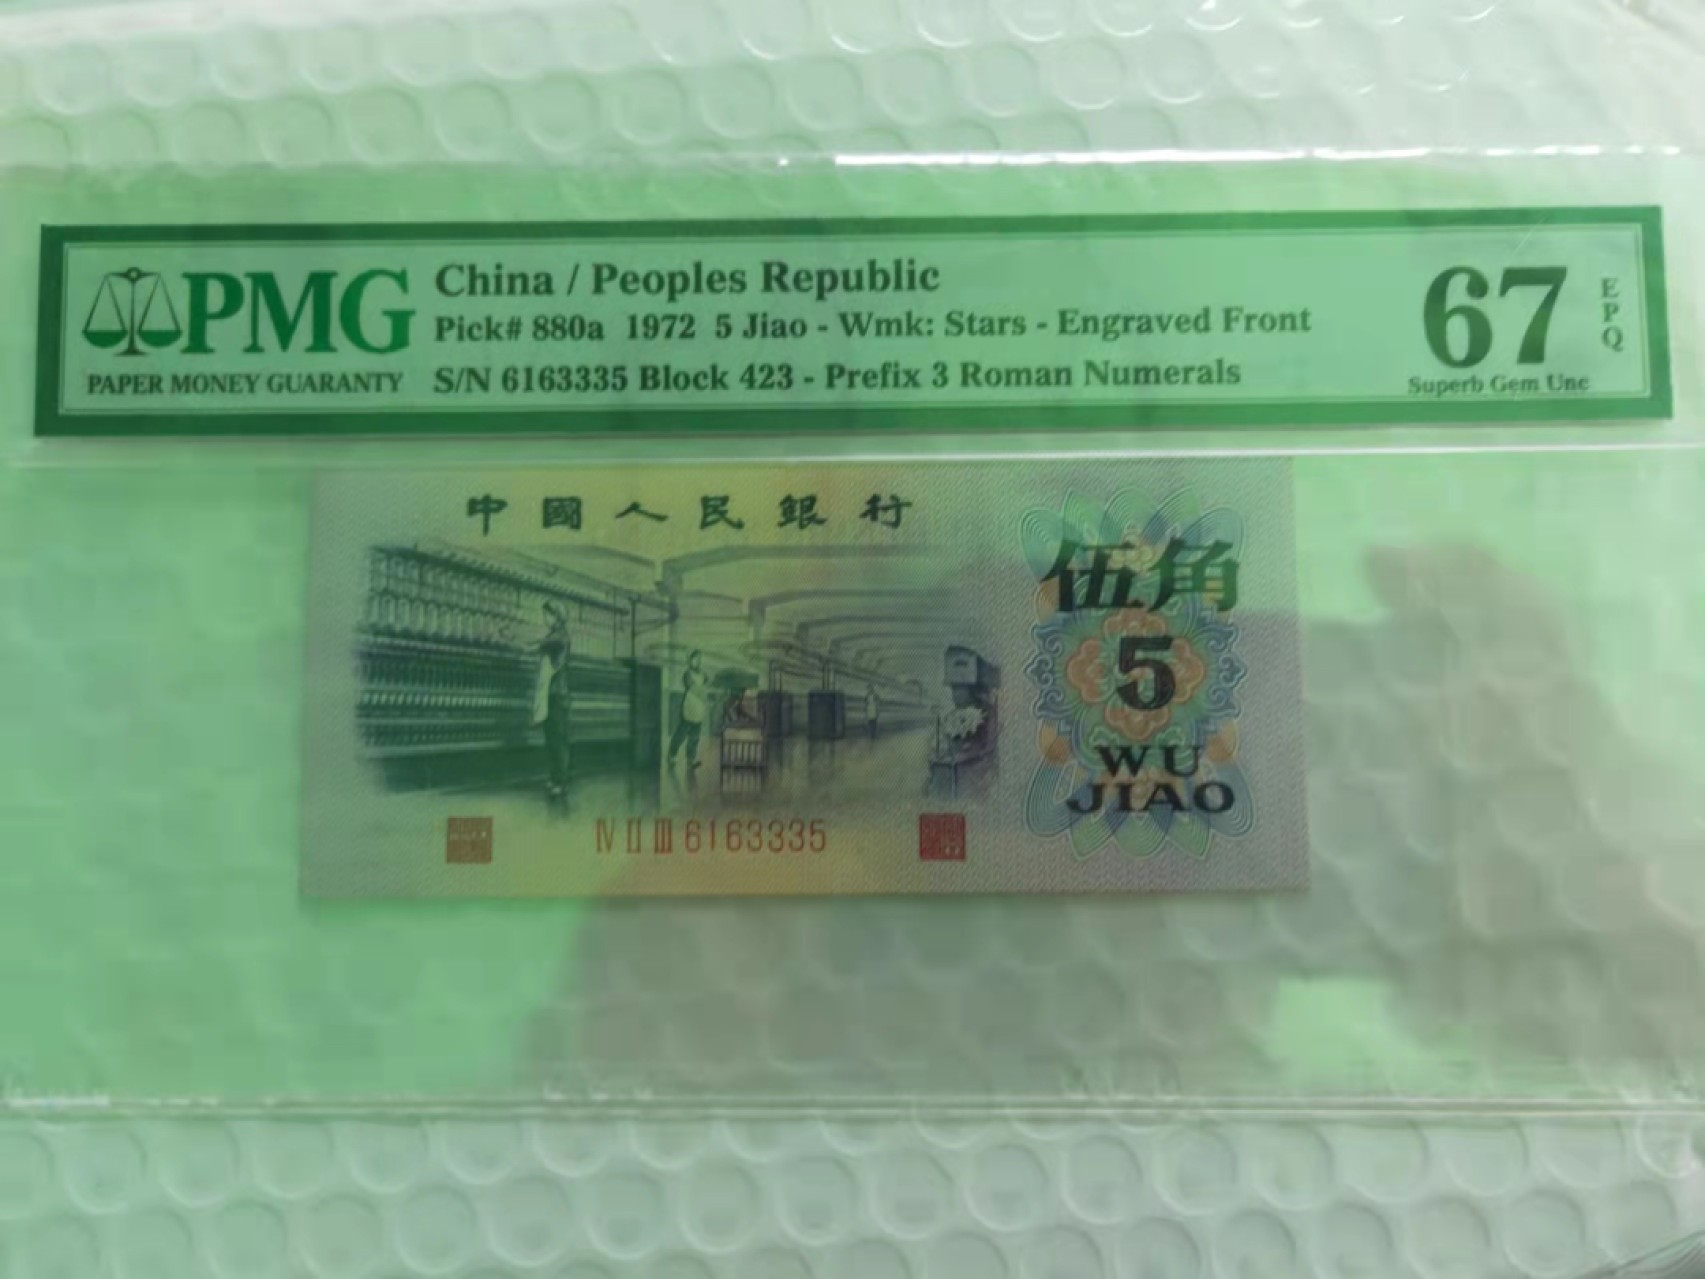 PMG
PAPER MONEY GUARANTY
China / Peoples Republic
Pick# 880a 1972 5 Jiao - Wmk: Stars - Engraved Front
S/N 6163335 Block 423 - Prefix 3 Roman Numerals
67
EPQ
Superb Gem Unc
中國人民銀行
伍角
5
WU
JIAO
ⅣⅡⅢ6163335